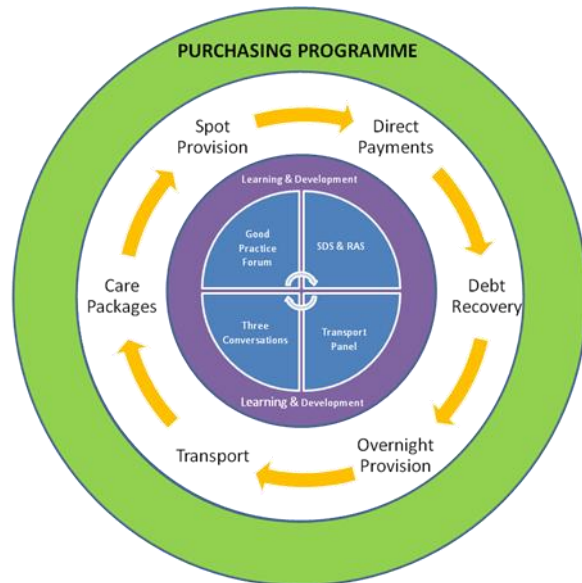 PURCHASING PROGRAMME
Spot
Provision
Direct
Payments
Learning & Development
Good
Practice
Forum
SDS & RAS
Care
Packages
Debt
Recovery
Three
Conversations
Transport
Panel
Learning & Development
Transport
Overnight
Provision